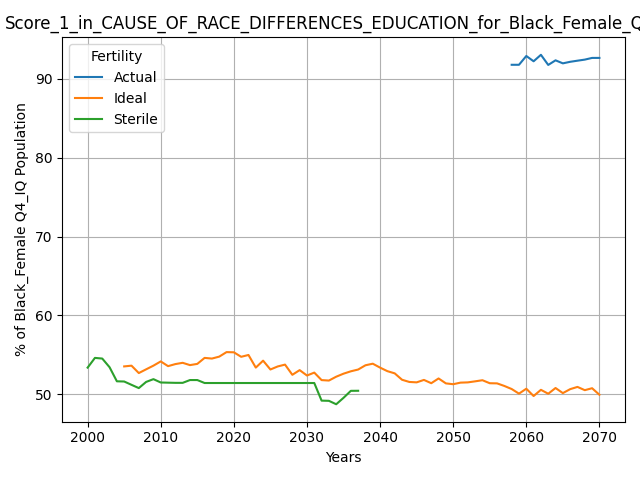 Score_1_in_CAUSE_OF_RACE_DIFFERENCES_EDUCATION_for_Black_Female_Q
Fertility
Actual
Ideal
Sterile
% of Black_Female Q4_IQ Population
90
80
70
60
50
2000 2010 2020 2030 2040 2050 2060 2070
Years